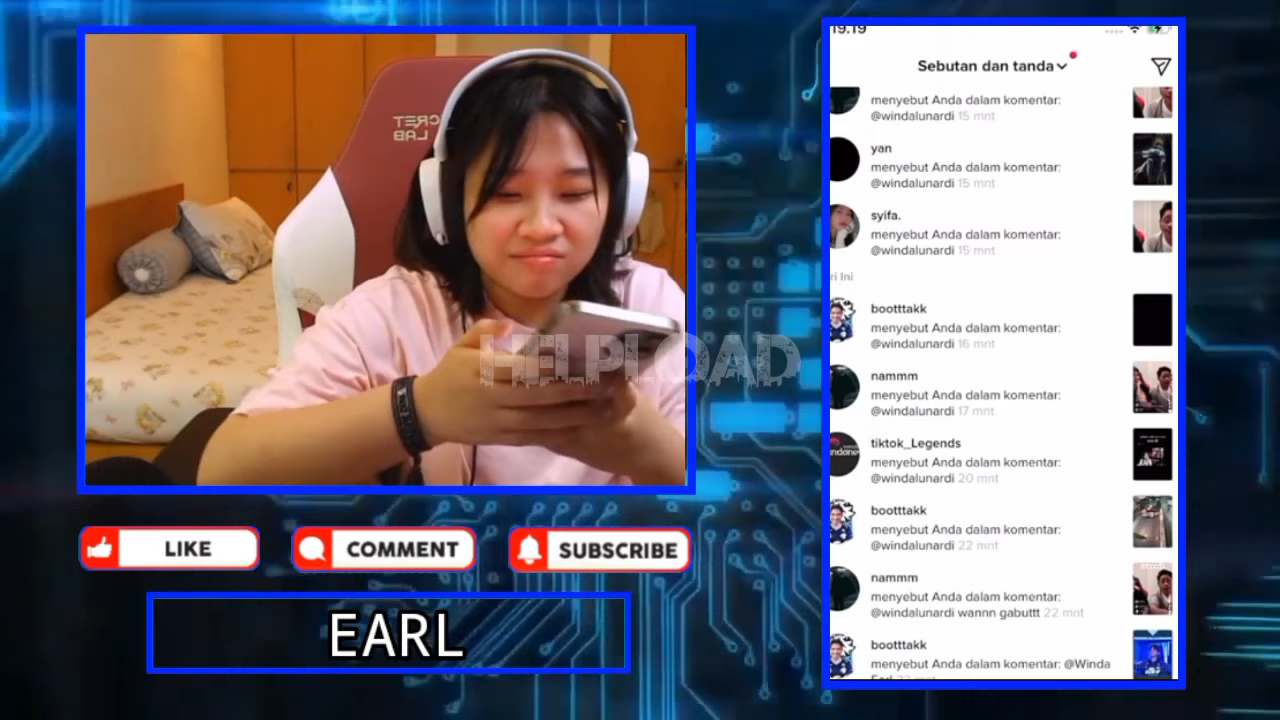 CRET
LAB
HELPLOAD
LIKE
COMMENT
SUBSCRIBE
EARL
19.19
Sebutan dan tanda
menyebut Anda dalam komentar:
@windalunardi 15 mnt
yan
menyebut Anda dalam komentar:
@windalunardi 15 mnt
syifa.
menyebut Anda dalam komentar:
@windalunardi 15 mnt
ri Ini
bootttakk
menyebut Anda dalam komentar:
@windalunardi 16 mnt
nammm
menyebut Anda dalam komentar:
@windalunardi 17 mnt
tiktok_Legends
menyebut Anda dalam komentar:
@windalunardi 20 mnt
bootttakk
menyebut Anda dalam komentar:
@windalunardi 22 mnt
nammm
menyebut Anda dalam komentar:
@windalunardi wannn gabuttt 22 mnt
bootttakk
menyebut Anda dalam komentar: @Winda